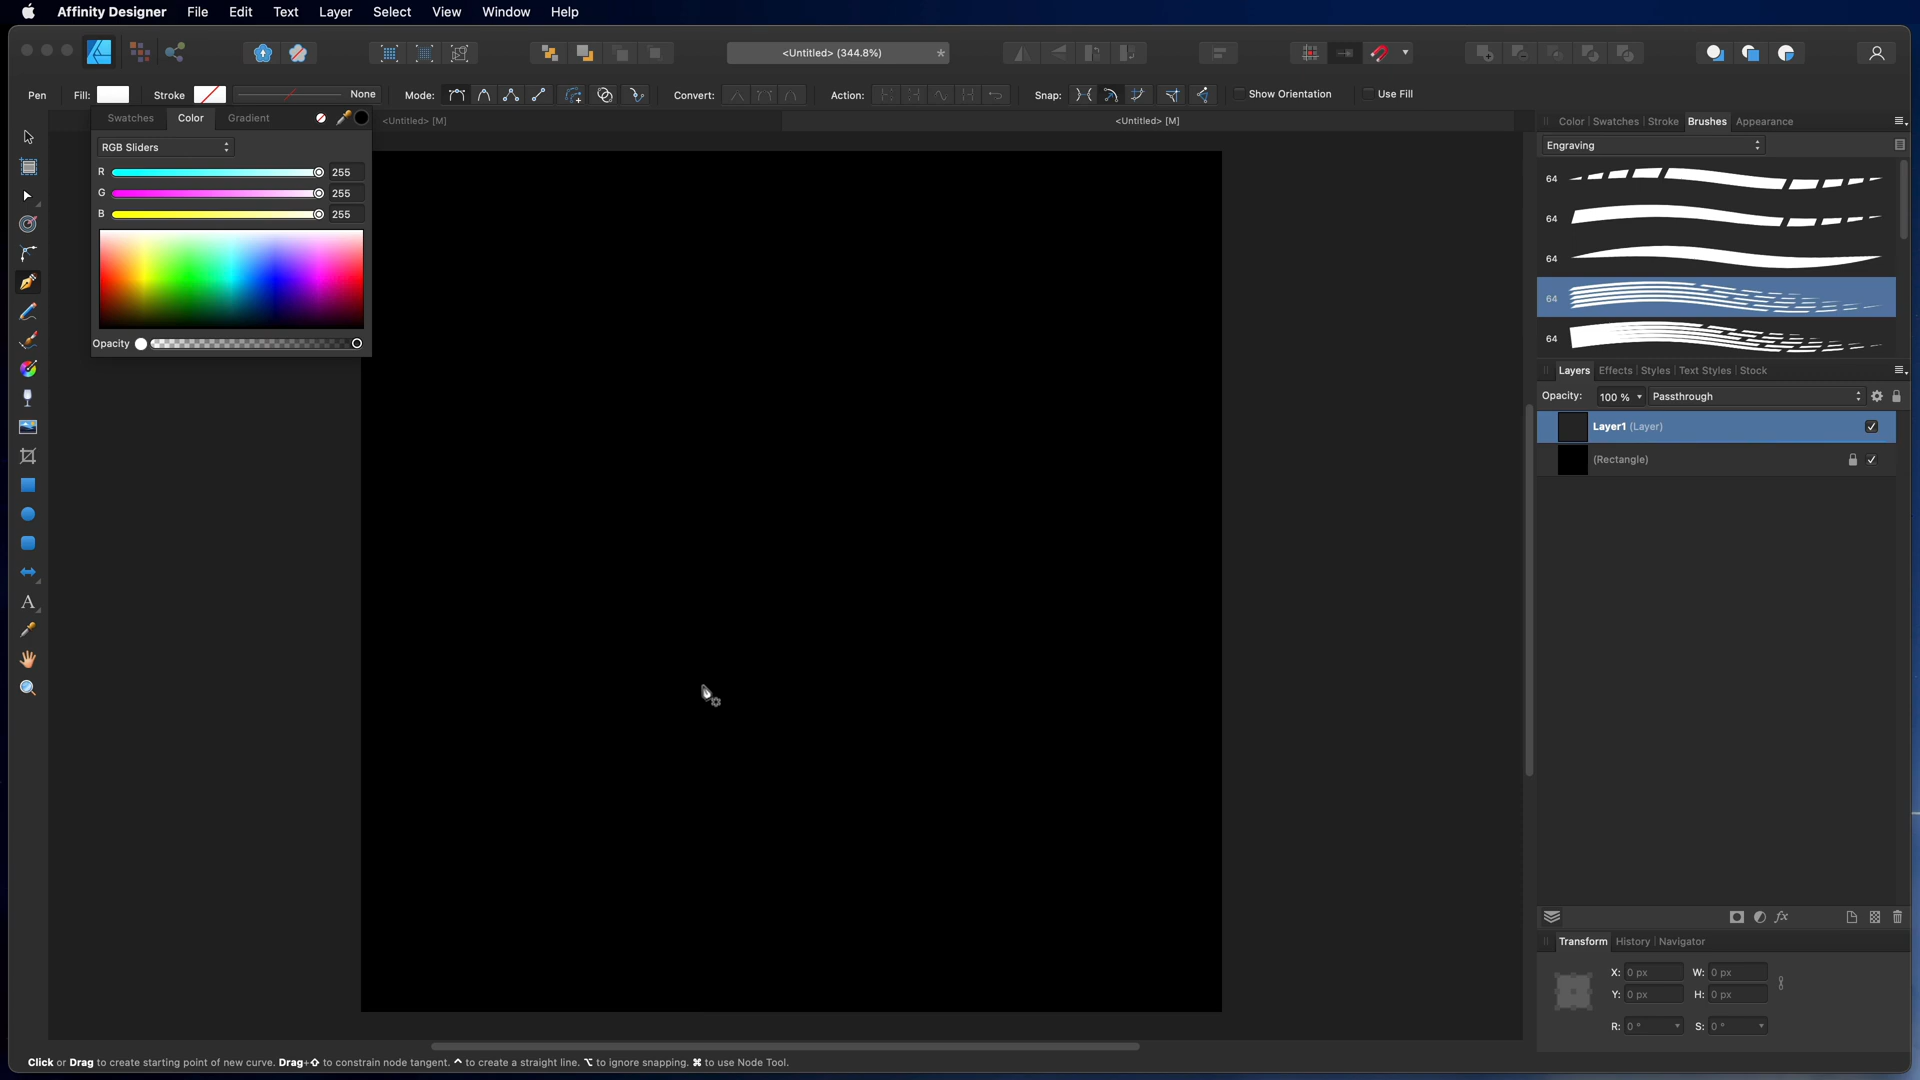 Affinity Designer File Edit Text Layer Select View Window Help
<Untitled> (344.8%) *
Pen Fill: Stroke None Mode: Convert: Action: Snap: Show Orientation Use Fill
Swatches Color Gradient
<Untitled> [M]
<Untitled> [M]
RGB Sliders
R 255
G 255
B 255
Opacity
Color Swatches Stroke Brushes Appearance
Engraving
64
64
64
64
64
Layers Effects Styles Text Styles Stock
Opacity: 100 % Passthrough
Layer1 (Layer)
(Rectangle)
fx
Transform History Navigator
X: 0 px W: 0 px
Y: 0 px H: 0 px
R: 0 ° S: 0 °
A
Click or Drag to create starting point of new curve. Drag+⇧ to constrain node tangent. ^ to create a straight line. ⌥ to ignore snapping. ⌘ to use Node Tool.